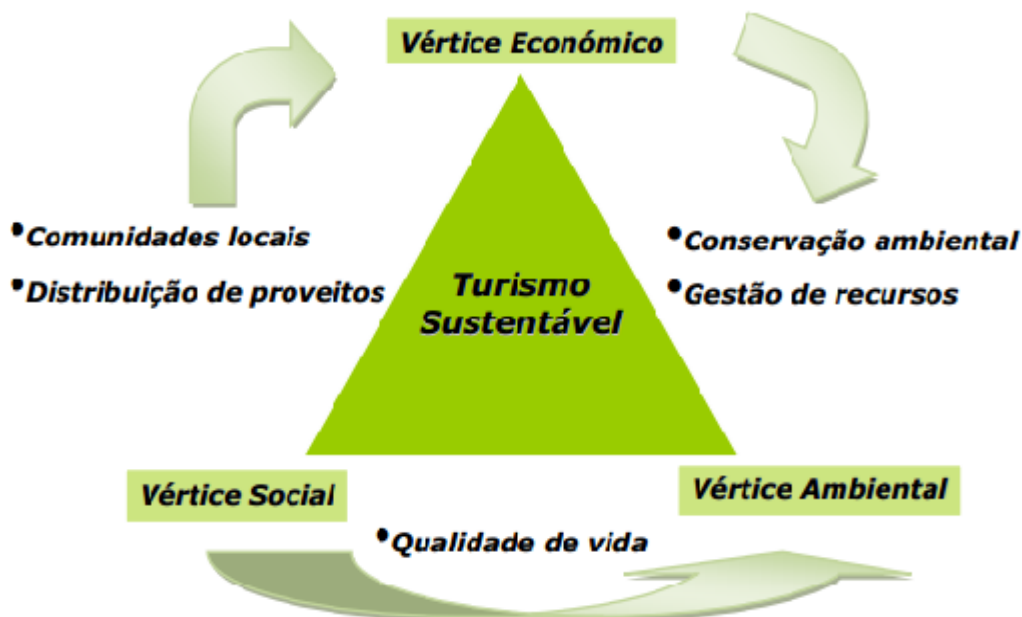 Vértice Económico
•Comunidades locais
•Distribuição de proveitos
•Conservação ambiental
•Gestão de recursos
Turismo
Sustentável
Vértice Social
Vértice Ambiental
•Qualidade de vida